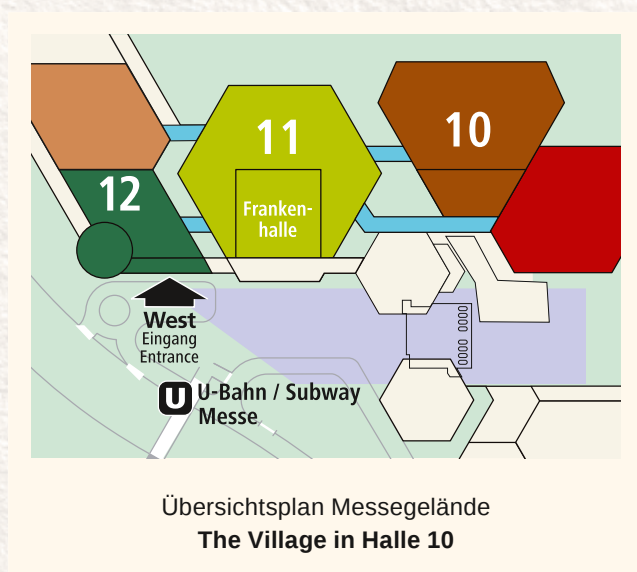 11
10
12
Franken-
halle
West
Eingang
Entrance
U U-Bahn / Subway
Messe
Übersichtsplan Messegelände
The Village in Halle 10